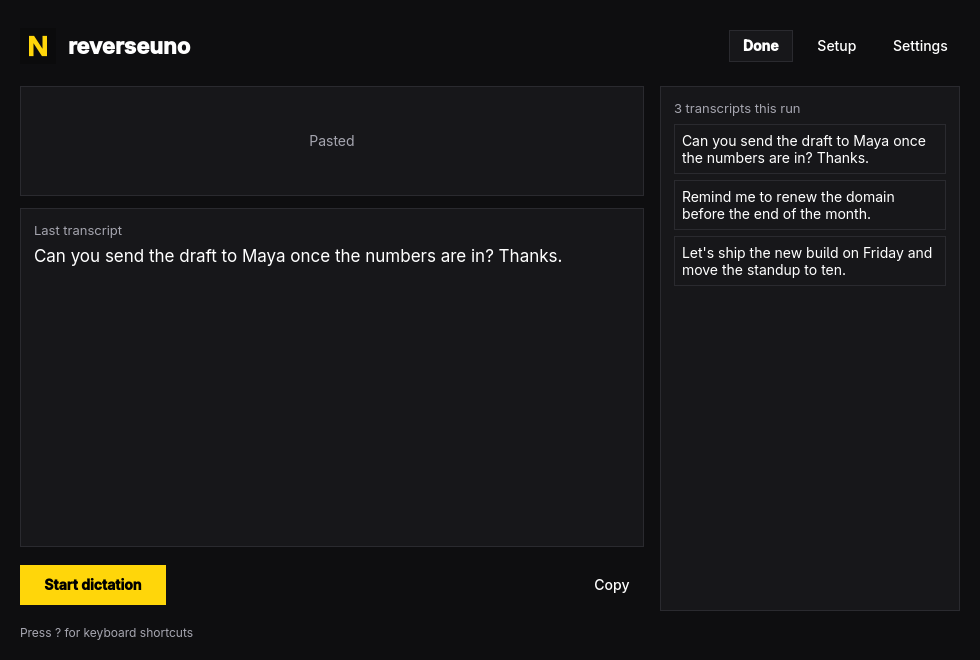 N reverseuno
Done
Setup
Settings
Pasted
Last transcript
Can you send the draft to Maya once the numbers are in? Thanks.
Start dictation
Copy
Press ? for keyboard shortcuts
3 transcripts this run
Can you send the draft to Maya once
the numbers are in? Thanks.
Remind me to renew the domain
before the end of the month.
Let's ship the new build on Friday and
move the standup to ten.